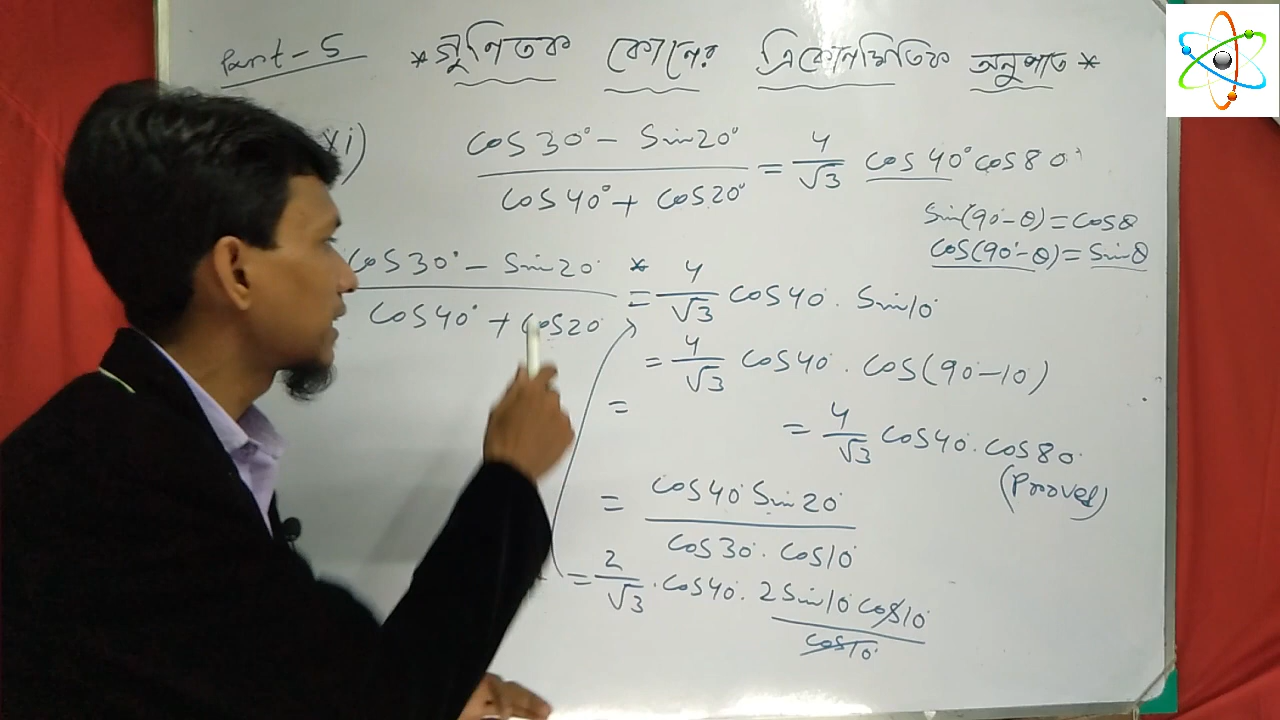 Part-5 *গুণিতক কোনের ত্রিকোনমিতিক অনুপাত*
xi) cos30° - Sin20° / cos40° + cos20° = 4/√3 cos40° cos80°
Sin(90-θ) = cosθ
cos(90-θ) = Sinθ
cos30° - Sin20° / cos40° + cos20 * = 4/√3 cos40 . Sin10
= 4/√3 cos40 . cos(90-10)
=
= 4/√3 cos40 . cos80
(Proved)
= cos40 Sin20 / cos30 . cos10
= 2/√3 . cos40 . 2Sin10 cos10 / cos10